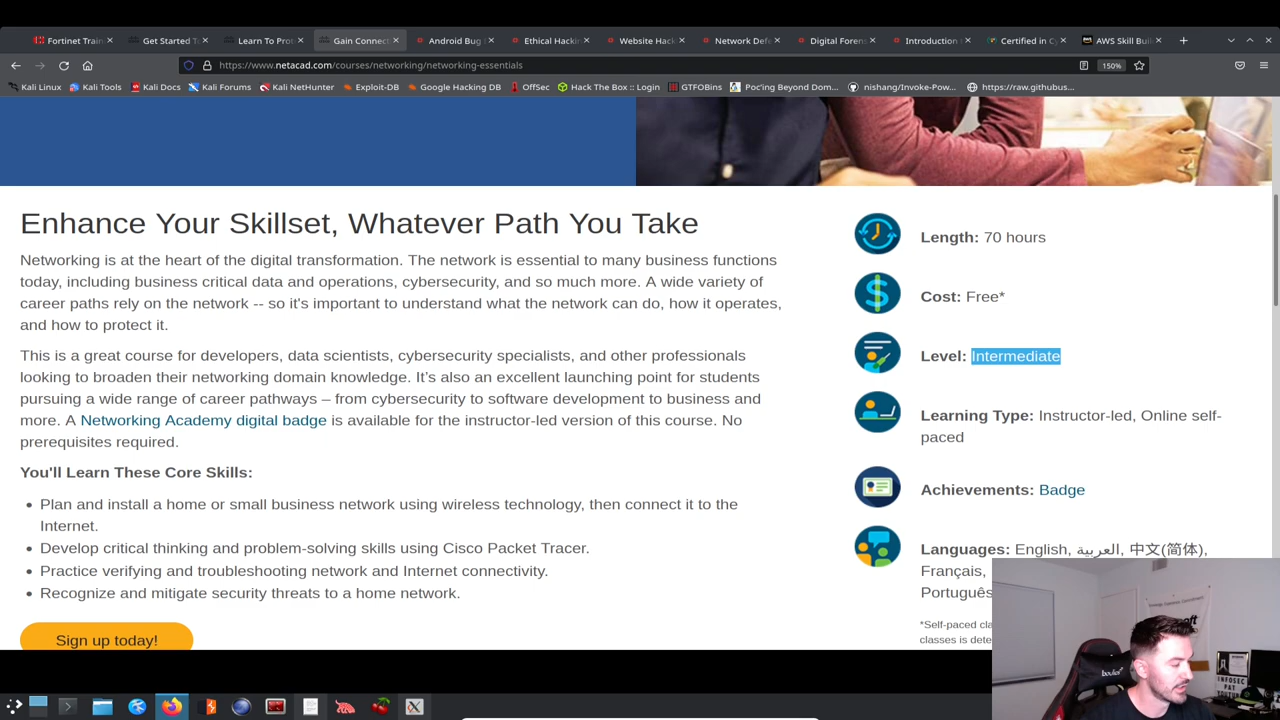 Fortinet Train
Get Started T
Learn To Pro
Gain Connect
Android Bug
Ethical Hackin
Website Hack
Network Defe
Digital Forens
Introduction
Certified in Cy
AWS Skill Buil
https://www.netacad.com/courses/networking/networking-essentials
150%
Kali Linux
Kali Tools
Kali Docs
Kali Forums
Kali NetHunter
Exploit-DB
Google Hacking DB
OffSec
Hack The Box :: Login
GTFOBins
Poc'ing Beyond Dom...
nishang/Invoke-Pow...
https://raw.githubus...
Enhance Your Skillset, Whatever Path You Take
Networking is at the heart of the digital transformation. The network is essential to many business functions
today, including business critical data and operations, cybersecurity, and so much more. A wide variety of
career paths rely on the network -- so it's important to understand what the network can do, how it operates,
and how to protect it.
This is a great course for developers, data scientists, cybersecurity specialists, and other professionals
looking to broaden their networking domain knowledge. It's also an excellent launching point for students
pursuing a wide range of career pathways – from cybersecurity to software development to business and
more. A Networking Academy digital badge is available for the instructor-led version of this course. No
prerequisites required.
You'll Learn These Core Skills:
Plan and install a home or small business network using wireless technology, then connect it to the
Internet.
Develop critical thinking and problem-solving skills using Cisco Packet Tracer.
Practice verifying and troubleshooting network and Internet connectivity.
Recognize and mitigate security threats to a home network.
Sign up today!
Length: 70 hours
Cost: Free*
Level: Intermediate
Learning Type: Instructor-led, Online self-
paced
Achievements: Badge
Languages: English, العربية, 中文(简体),
Français,
Português
*Self-paced cla
classes is dete
INFOSEC
PAT